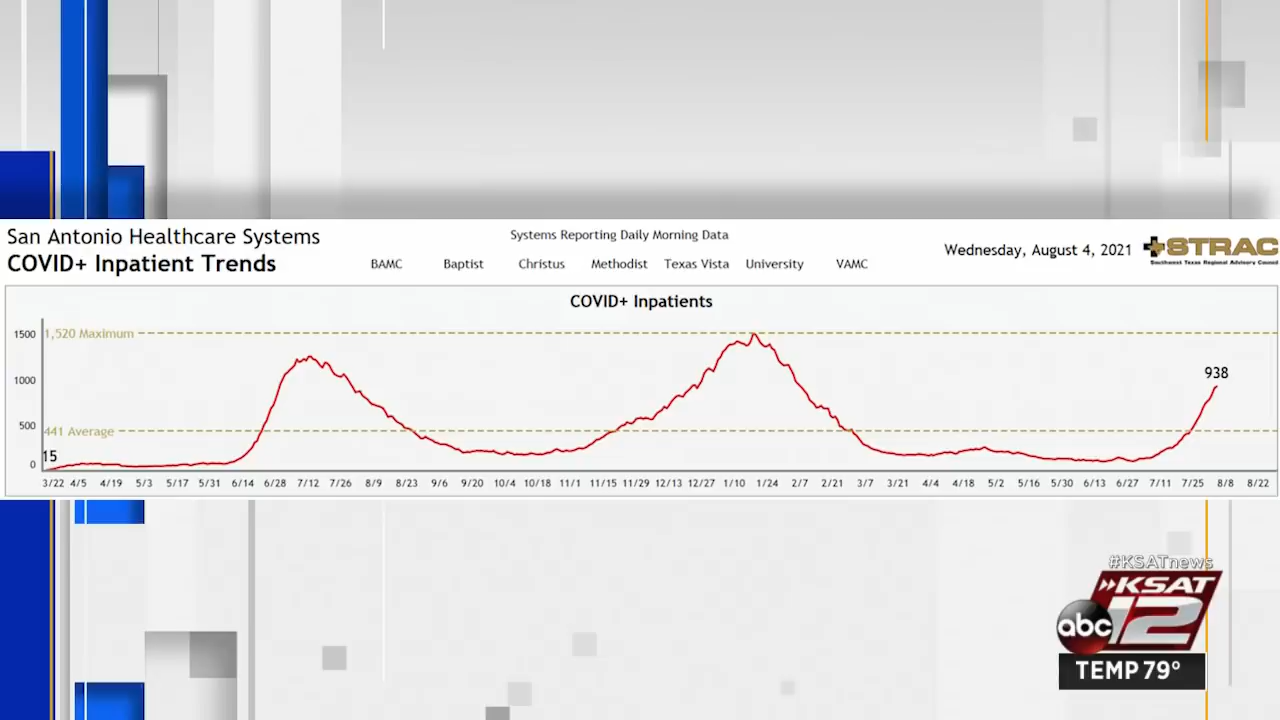 San Antonio Healthcare Systems
COVID+ Inpatient Trends
Systems Reporting Daily Morning Data
BAMC Baptist Christus Methodist Texas Vista University VAMC
Wednesday, August 4, 2021
STRAC
Southwest Texas Regional Advisory Council
COVID+ Inpatients
1500
1,520 Maximum
938
1000
500
441 Average
15
0
3/22 4/5 4/19 5/3 5/17 5/31 6/14 6/28 7/12 7/26 8/9 8/23 9/6 9/20 10/4 10/18 11/1 11/15 11/29 12/13 12/27 1/10 1/24 2/7 2/21 3/7 3/21 4/4 4/18 5/2 5/16 5/30 6/13 6/27 7/11 7/25 8/8 8/22
#KSATnews
KSAT
abc 12
TEMP 79°